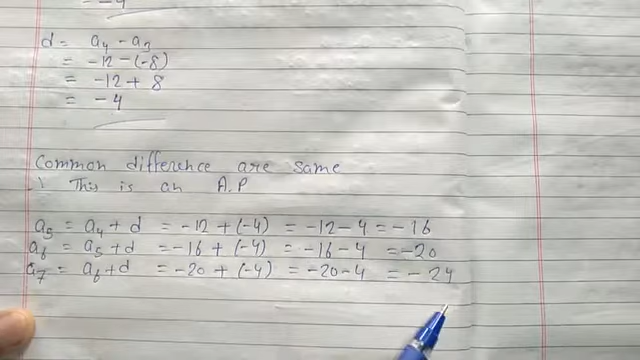 = -4
d = a4 - a3
= -12 - (-8)
= -12 + 8
= -4
Common difference are same
This is an A.P
a5 = a4 + d = -12 + (-4) = -12 - 4 = -16
a6 = a5 + d = -16 + (-4) = -16 - 4 = -20
a7 = a6 + d = -20 + (-4) = -20 - 4 = -24